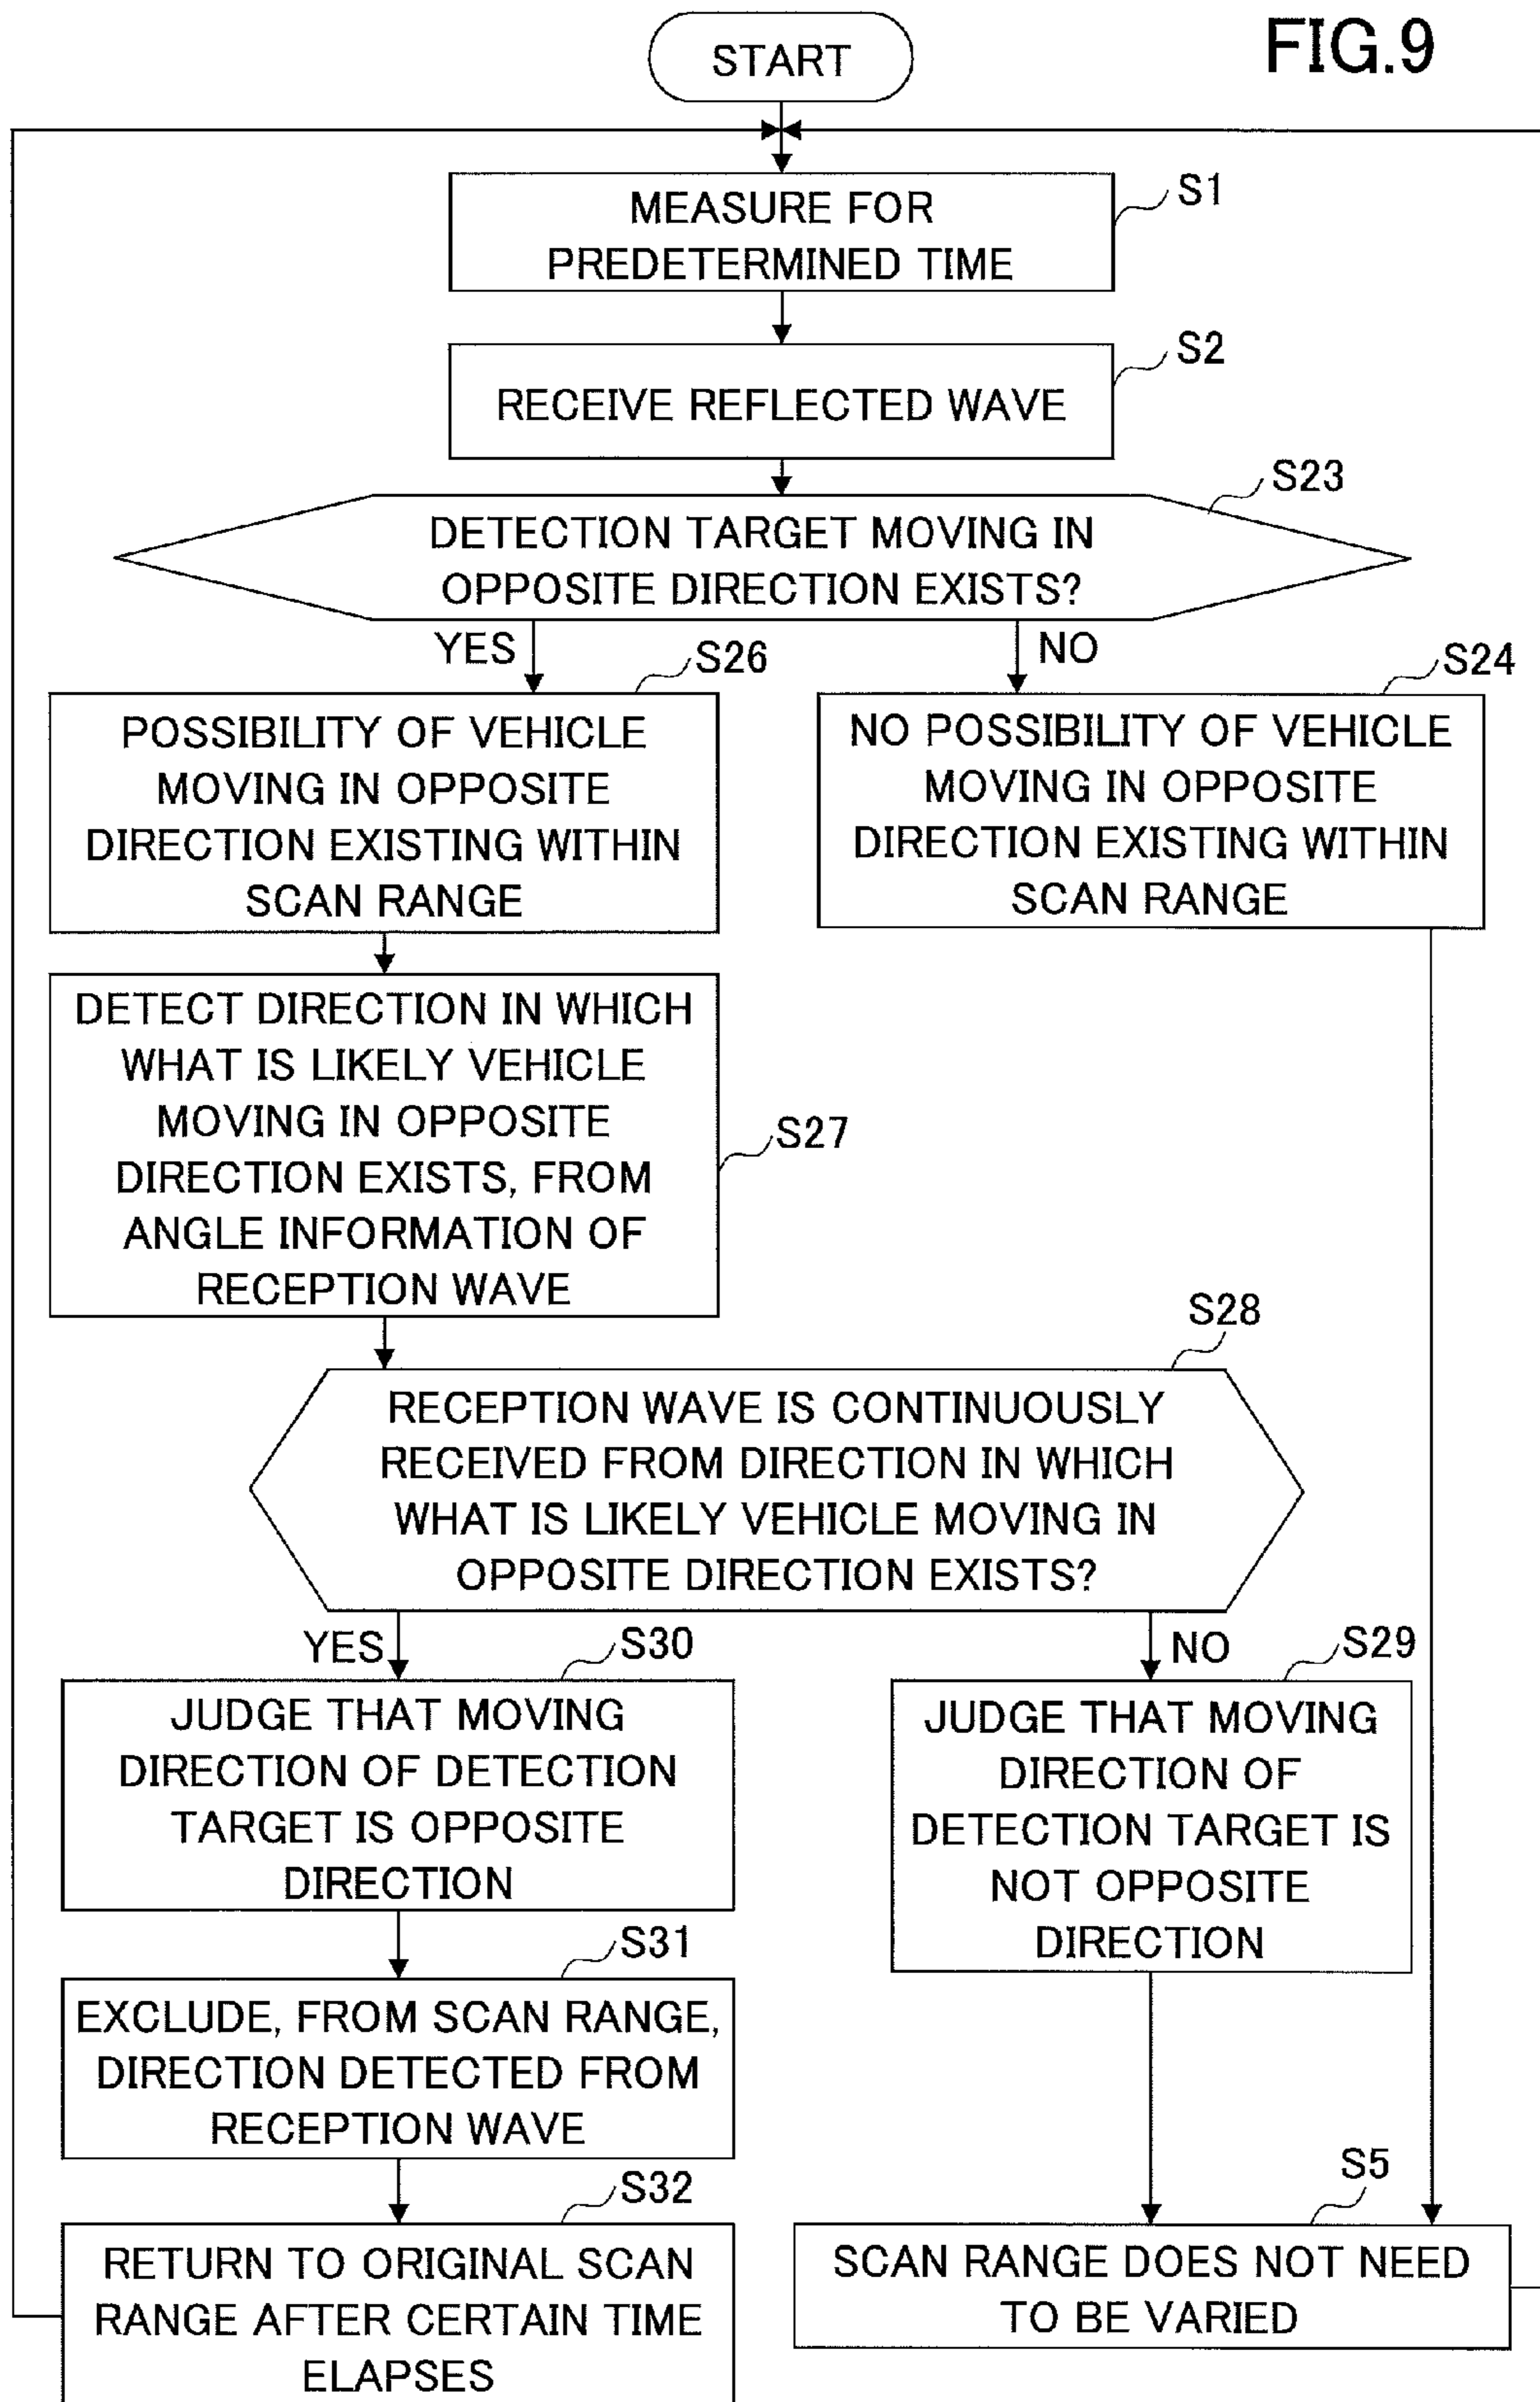 FIG.9
START
S1
MEASURE FOR
PREDETERMINED TIME
S2
RECEIVE REFLECTED WAVE
S23
DETECTION TARGET MOVING IN
OPPOSITE DIRECTION EXISTS?
YES
NO
S26
POSSIBILITY OF VEHICLE
MOVING IN OPPOSITE
DIRECTION EXISTING WITHIN
SCAN RANGE
S24
NO POSSIBILITY OF VEHICLE
MOVING IN OPPOSITE
DIRECTION EXISTING WITHIN
SCAN RANGE
DETECT DIRECTION IN WHICH
WHAT IS LIKELY VEHICLE
MOVING IN OPPOSITE
DIRECTION EXISTS, FROM
ANGLE INFORMATION OF
RECEPTION WAVE
S27
S28
RECEPTION WAVE IS CONTINUOUSLY
RECEIVED FROM DIRECTION IN WHICH
WHAT IS LIKELY VEHICLE MOVING IN
OPPOSITE DIRECTION EXISTS?
YES
NO
S30
JUDGE THAT MOVING
DIRECTION OF DETECTION
TARGET IS OPPOSITE
DIRECTION
S29
JUDGE THAT MOVING
DIRECTION OF
DETECTION TARGET IS
NOT OPPOSITE
DIRECTION
S31
EXCLUDE, FROM SCAN RANGE,
DIRECTION DETECTED FROM
RECEPTION WAVE
S32
RETURN TO ORIGINAL SCAN
RANGE AFTER CERTAIN TIME
ELAPSES
S5
SCAN RANGE DOES NOT NEED
TO BE VARIED